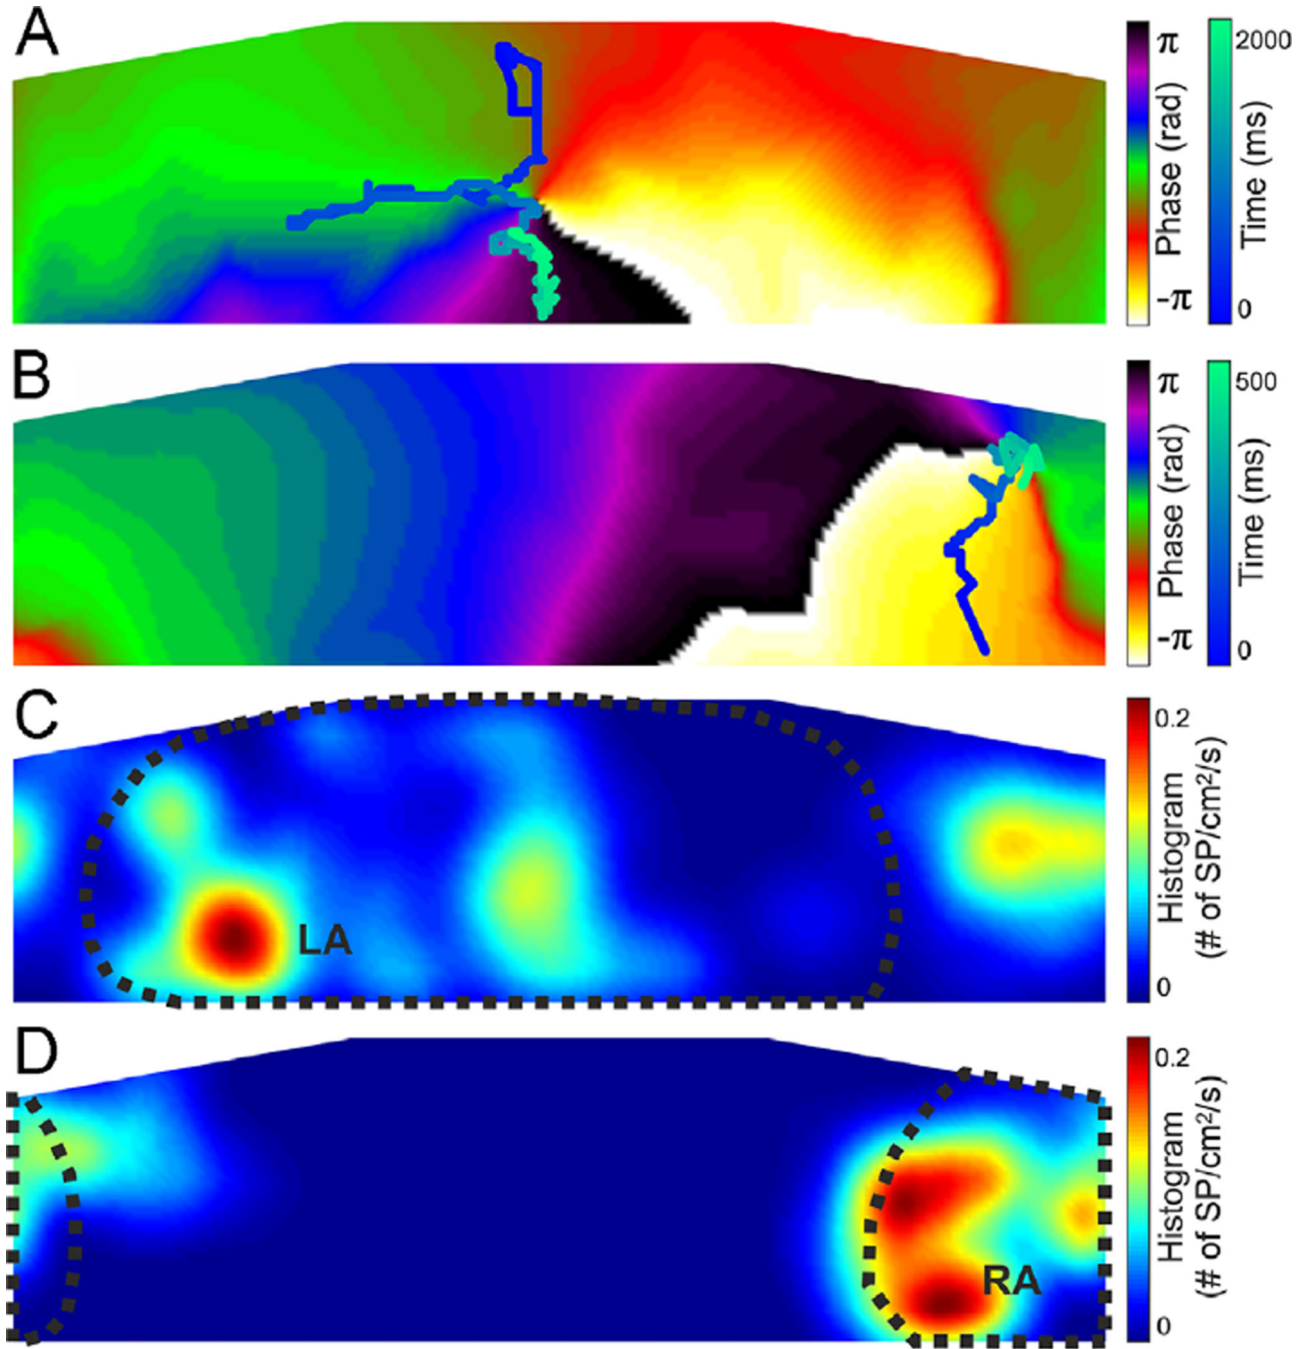 A
π
Phase (rad)
-π
2000
Time (ms)
0
B
π
Phase (rad)
-π
500
Time (ms)
0
C
LA
0.2
Histogram
(# of SP/cm²/s)
0
D
RA
0.2
Histogram
(# of SP/cm²/s)
0